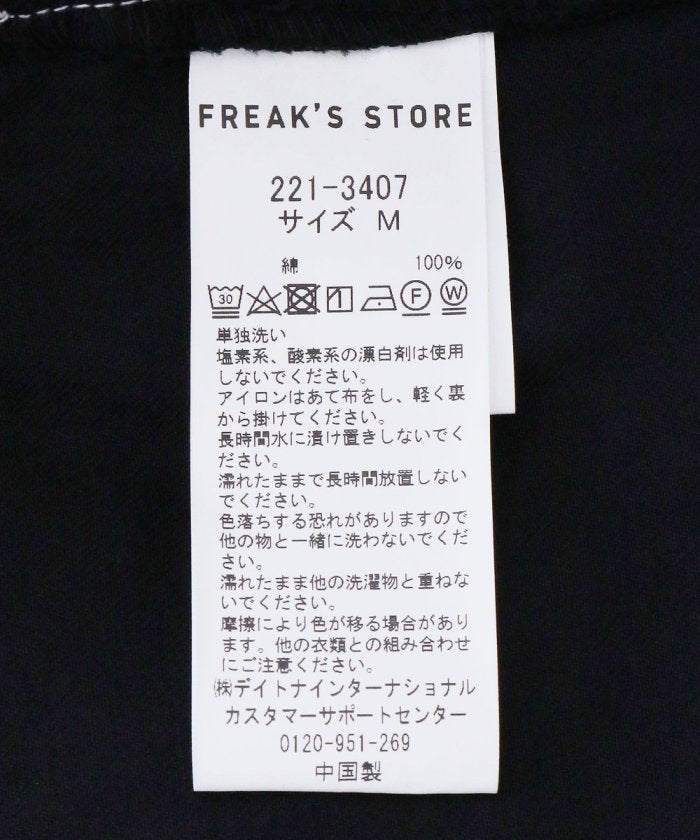 FREAK'S STORE
221-3407
サイズ M
綿 100%
30 F W
単独洗い
塩素系、酸素系の漂白剤は使用
しないでください。
アイロンはあて布をし、軽く裏
から掛けてください。
長時間水に漬け置きしないでく
ださい。
濡れたままで長時間放置しない
でください。
色落ちする恐れがありますので
他の物と一緒に洗わないでくだ
さい。
濡れたまま他の洗濯物と重ねな
いでください。
摩擦により色が移る場合があり
ます。他の衣類との組み合わせ
にご注意ください。
㈱デイトナインターナショナル
カスタマーサポートセンター
0120-951-269
中国製